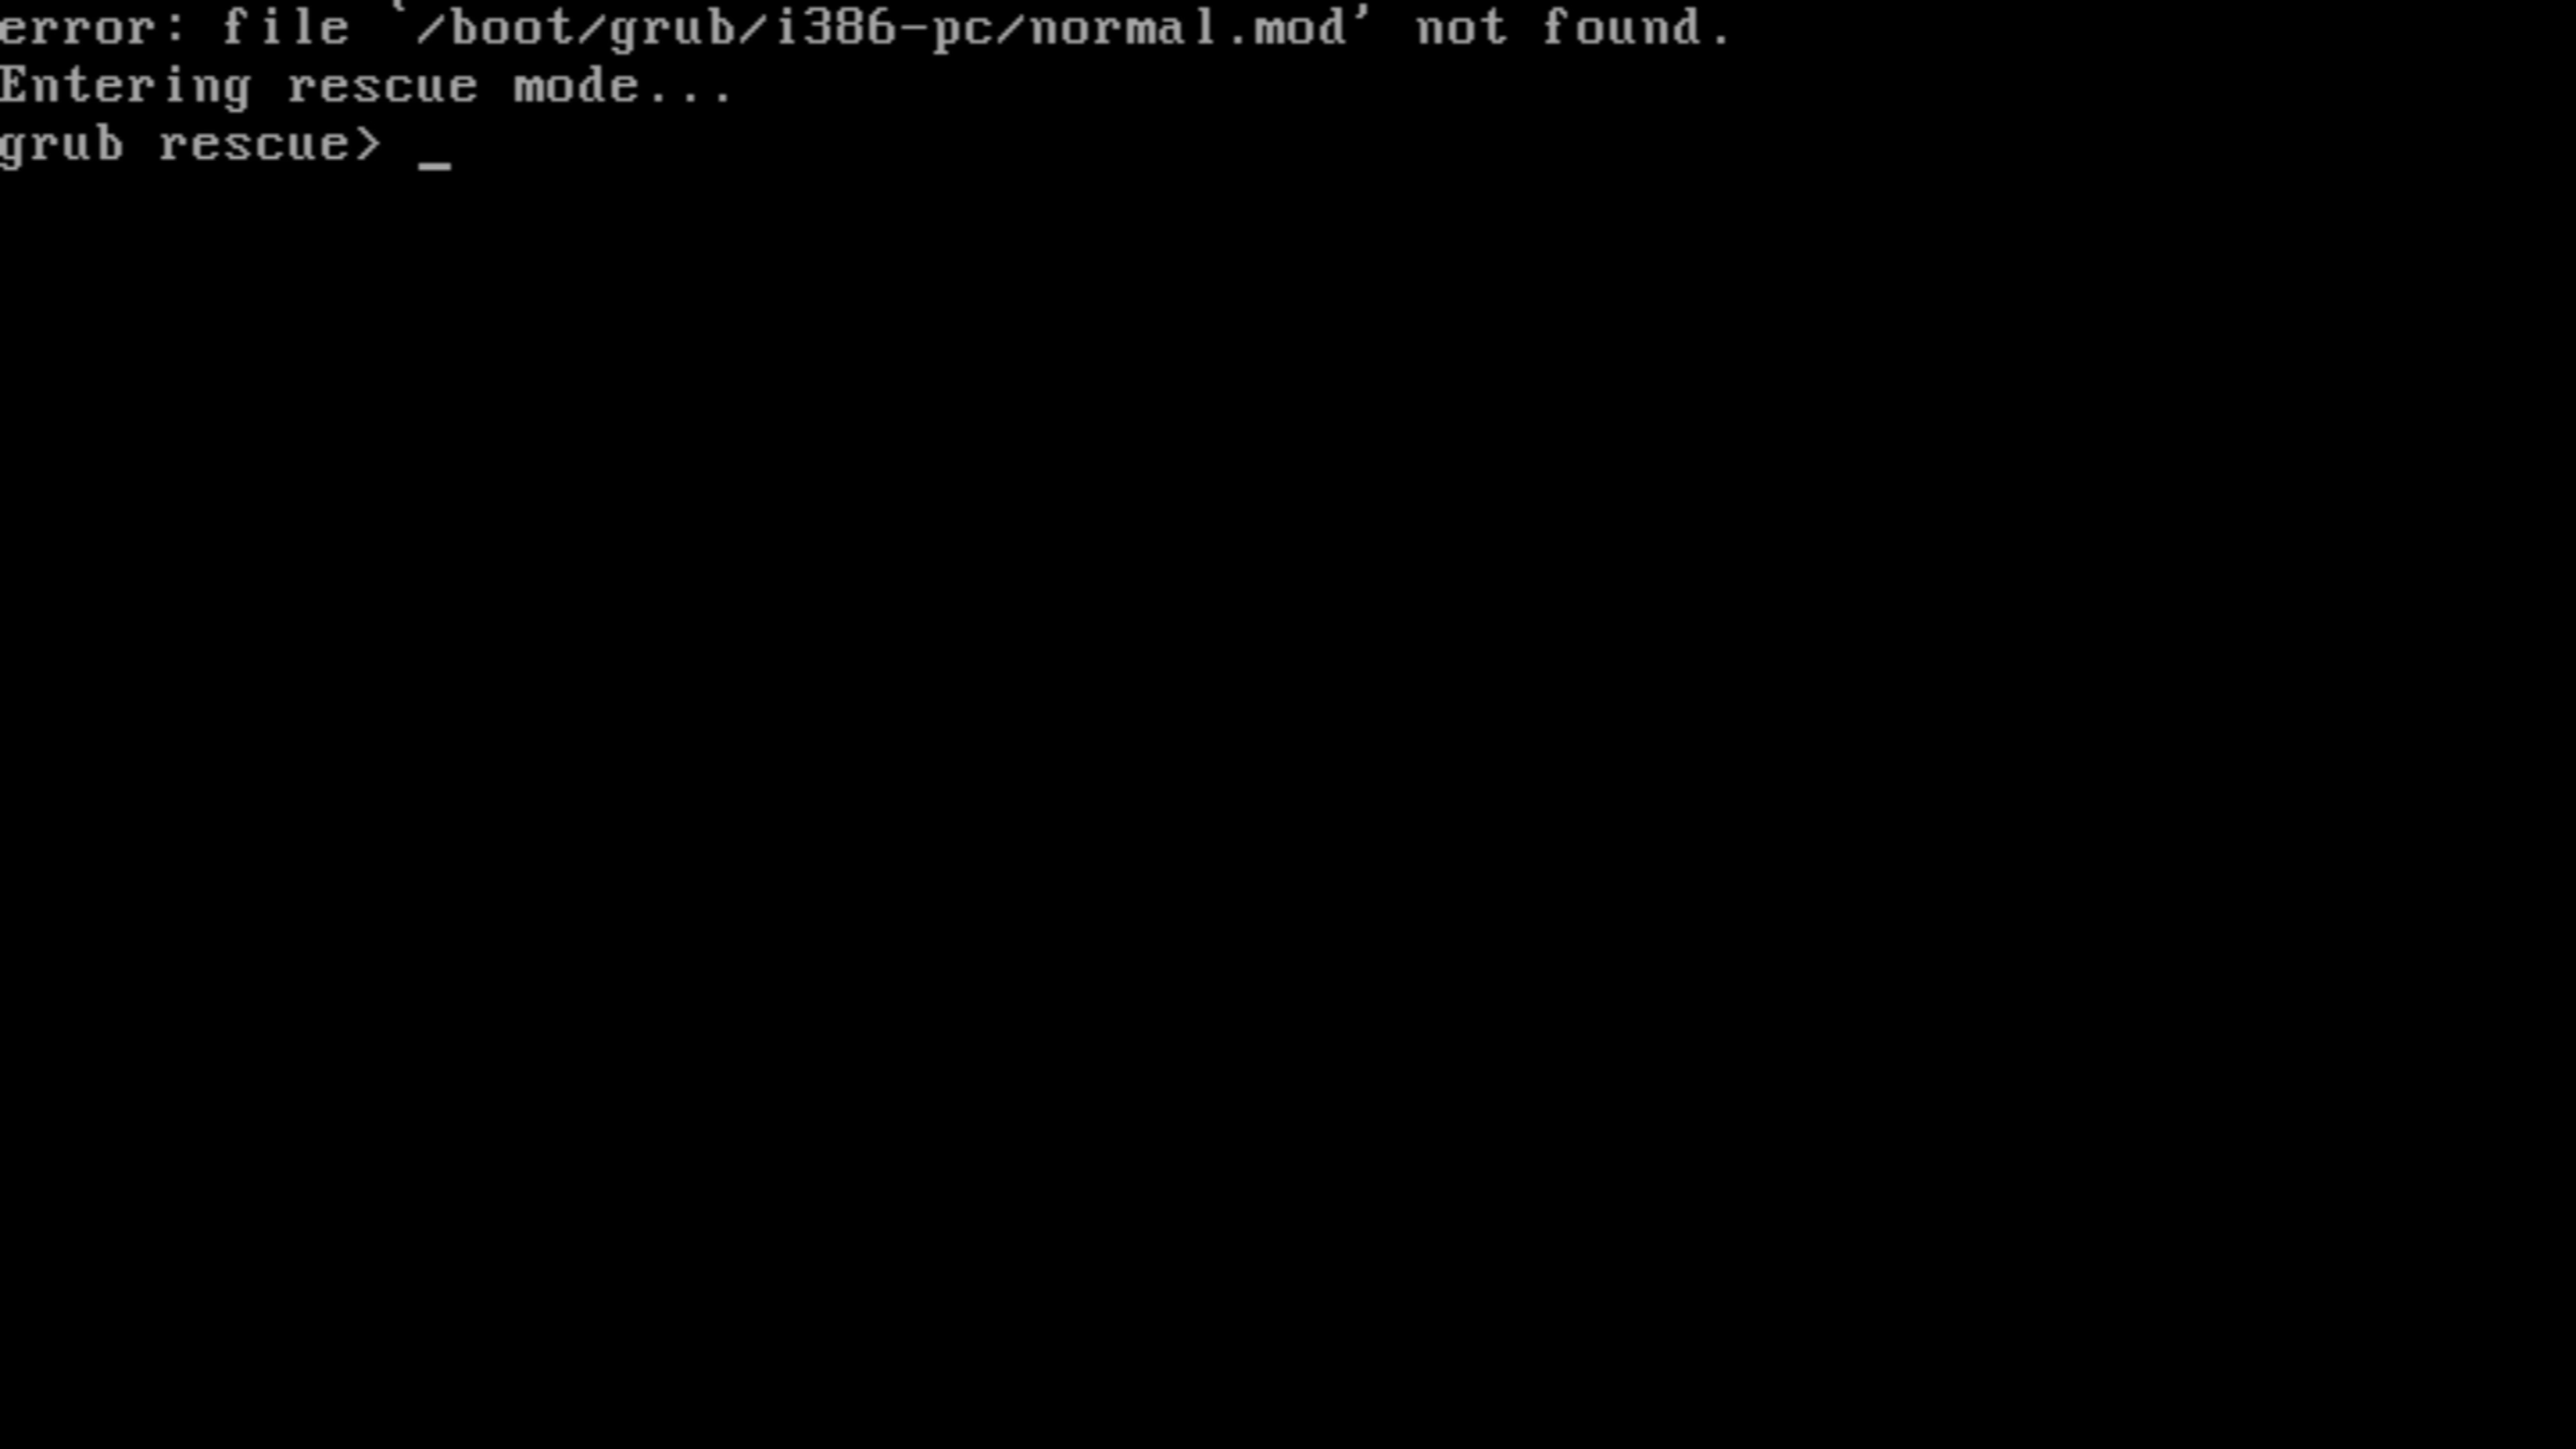 error: file `/boot/grub/i386-pc/normal.mod' not found.
Entering rescue mode...
grub rescue> _